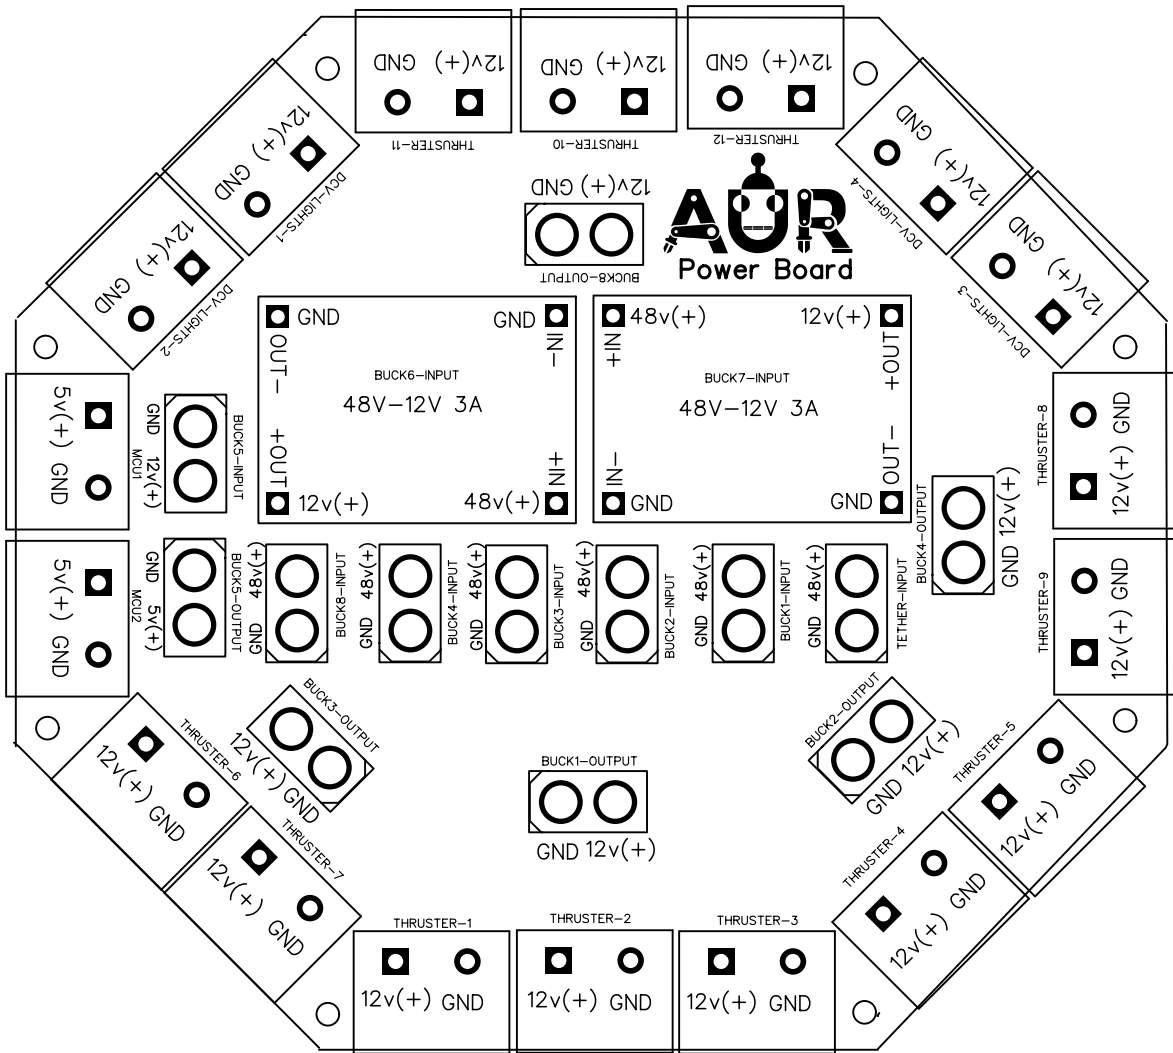 GND (+)12v
THRUSTER-11
GND (+)12v
THRUSTER-10
GND (+)12v
THRUSTER-12
12v(+) GND
DCV-LIGHTS-1
12v(+) GND
DCV-LIGHTS-2
GND 12v(+)
DCV-LIGHTS-4
GND 12v(+)
DCV-LIGHTS-3
GND (+)12v
BUCK8-OUTPUT
AUR
Power Board
GND
GND
OUT-
IN-
BUCK6-INPUT
48V-12V 3A
+OUT
+IN
12v(+)
48v(+)
48v(+)
12v(+)
+IN
+OUT
BUCK7-INPUT
48V-12V 3A
IN-
OUT-
GND
GND
5v(+) GND
MCU1
GND 12v(+)
BUCK5-INPUT
5v(+) GND
MCU2
GND 5v(+)
BUCK5-OUTPUT
GND 48v(+)
BUCK8-INPUT
GND 48v(+)
BUCK4-INPUT
GND 48v(+)
BUCK3-INPUT
GND 48v(+)
BUCK2-INPUT
GND 48v(+)
BUCK1-INPUT
GND 48v(+)
TETHER-INPUT
BUCK4-OUTPUT
GND 12v(+)
THRUSTER-8
12v(+) GND
THRUSTER-9
12v(+) GND
THRUSTER-6
12v(+) GND
THRUSTER-7
12v(+) GND
BUCK3-OUTPUT
12v(+) GND
BUCK1-OUTPUT
GND 12v(+)
BUCK2-OUTPUT
GND 12v(+)
THRUSTER-5
12v(+) GND
THRUSTER-4
12v(+) GND
THRUSTER-1
12v(+) GND
THRUSTER-2
12v(+) GND
THRUSTER-3
12v(+) GND